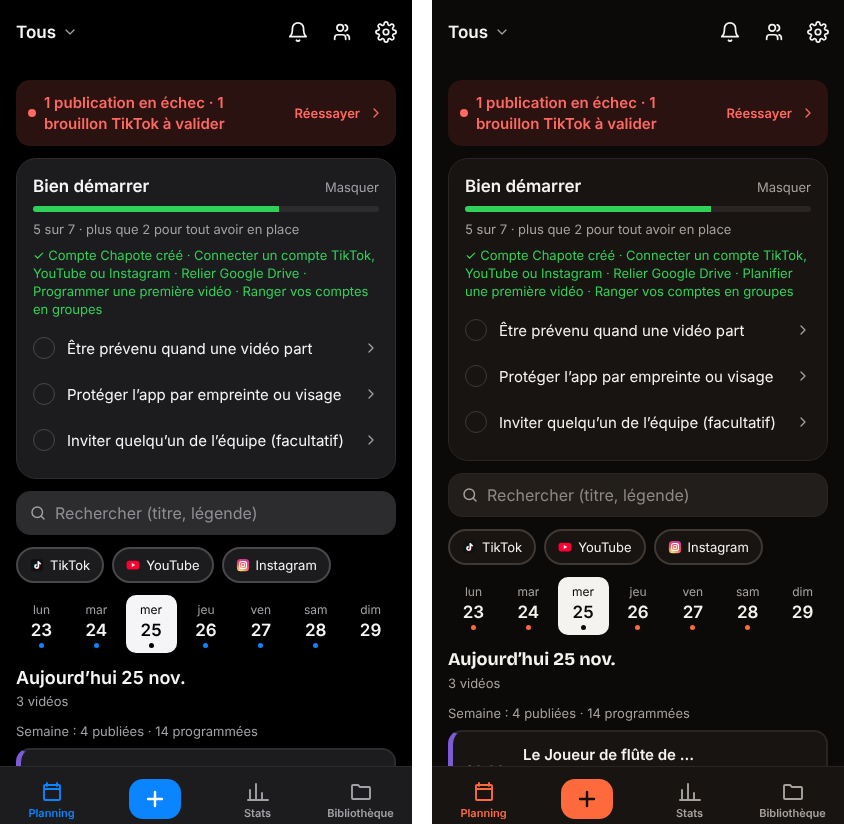 Tous
1 publication en échec · 1
brouillon TikTok à valider
Réessayer
Bien démarrer
Masquer
5 sur 7 · plus que 2 pour tout avoir en place
✓ Compte Chapote créé · Connecter un compte TikTok,
YouTube ou Instagram · Relier Google Drive ·
Programmer une première vidéo · Ranger vos comptes
en groupes
Être prévenu quand une vidéo part
Protéger l’app par empreinte ou visage
Inviter quelqu’un de l’équipe (facultatif)
Rechercher (titre, légende)
TikTok YouTube Instagram
lun mar mer jeu ven sam dim
23 24 25 26 27 28 29
Aujourd’hui 25 nov.
3 vidéos
Semaine : 4 publiées · 14 programmées
Planning Stats Bibliothèque
Tous
1 publication en échec · 1
brouillon TikTok à valider
Réessayer
Bien démarrer
Masquer
5 sur 7 · plus que 2 pour tout avoir en place
✓ Compte Chapote créé · Connecter un compte TikTok,
YouTube ou Instagram · Relier Google Drive · Planifier
une première vidéo · Ranger vos comptes en groupes
Être prévenu quand une vidéo part
Protéger l’app par empreinte ou visage
Inviter quelqu’un de l’équipe (facultatif)
Rechercher (titre, légende)
TikTok YouTube Instagram
lun mar mer jeu ven sam dim
23 24 25 26 27 28 29
Aujourd’hui 25 nov.
3 vidéos
Semaine : 4 publiées · 14 programmées
Le Joueur de flûte de ...
Planning Stats Bibliothèque